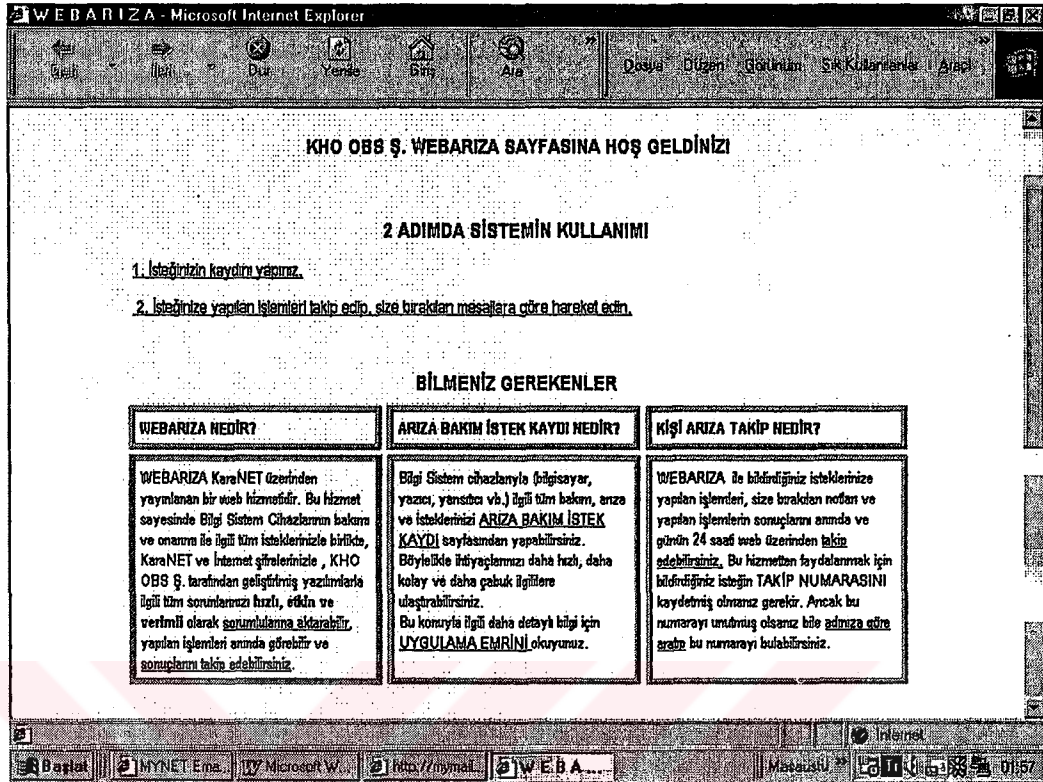 W E B A R I Z A - Microsoft Internet Explorer
Geri İleri Dur Yenile Giriş Ara » Dosya Düzen Görünüm Sık Kullanılanlar Araçl »
KHO OBS Ş. WEBARIZA SAYFASINA HOŞ GELDİNİZ!
2 ADIMDA SİSTEMİN KULLANIMI
1. İsteğinizin kaydını yapınız.
2. İsteğinize yapılan işlemleri takip edip, size bırakılan mesajlara göre hareket edin.
BİLMENİZ GEREKENLER
WEBARIZA NEDİR?
WEBARIZA KaraNET üzerinden
yayınlanan bir web hizmetidir. Bu hizmet
sayesinde Bilgi Sistem Cihazlarının bakım
ve onarımı ile ilgili tüm isteklerinizle birlikte,
KaraNET ve İnternet şifrelerinizle , KHO
OBS Ş. tarafından geliştirilmiş yazılımlarla
ilgili tüm sorunlarınızı hızlı, etkin ve
verimli olarak sorumlularına aktarabilir,
yapılan işlemleri anında görebilir ve
sonuçlarını takip edebilirsiniz.
ARIZA BAKIM İSTEK KAYDI NEDİR?
Bilgi Sistem cihazlarıyla (bilgisayar,
yazıcı, yansıtıcı vb.) ilgili tüm bakım, arıza
ve isteklerinizi ARIZA BAKIM İSTEK
KAYDI sayfasından yapabilirsiniz.
Böylelikle ihtiyaçlarınızı daha hızlı, daha
kolay ve daha çabuk ilgililere
ulaştırabilirsiniz.
Bu konuyla ilgili daha detaylı bilgi için
UYGULAMA EMRİNİ okuyunuz.
KİŞİ ARIZA TAKİP NEDİR?
WEBARIZA ile bildirdiğiniz isteklerinize
yapılan işlemleri, size bırakılan notları ve
yapılan işlemlerin sonuçlarını anında ve
günün 24 saati web üzerinden takip
edebilirsiniz. Bu hizmetten faydalanmak için
bildirdiğiniz isteğin TAKİP NUMARASINI
kaydetmiş olmanız gerekir. Ancak bu
numarayı unutmuş olsanız bile adınıza göre
aratıp bu numarayı bulabilirsiniz.
Internet
Başlat MYNET Ema... Microsoft W... http://mymail... W E B A .... Masaüstü » 01:57